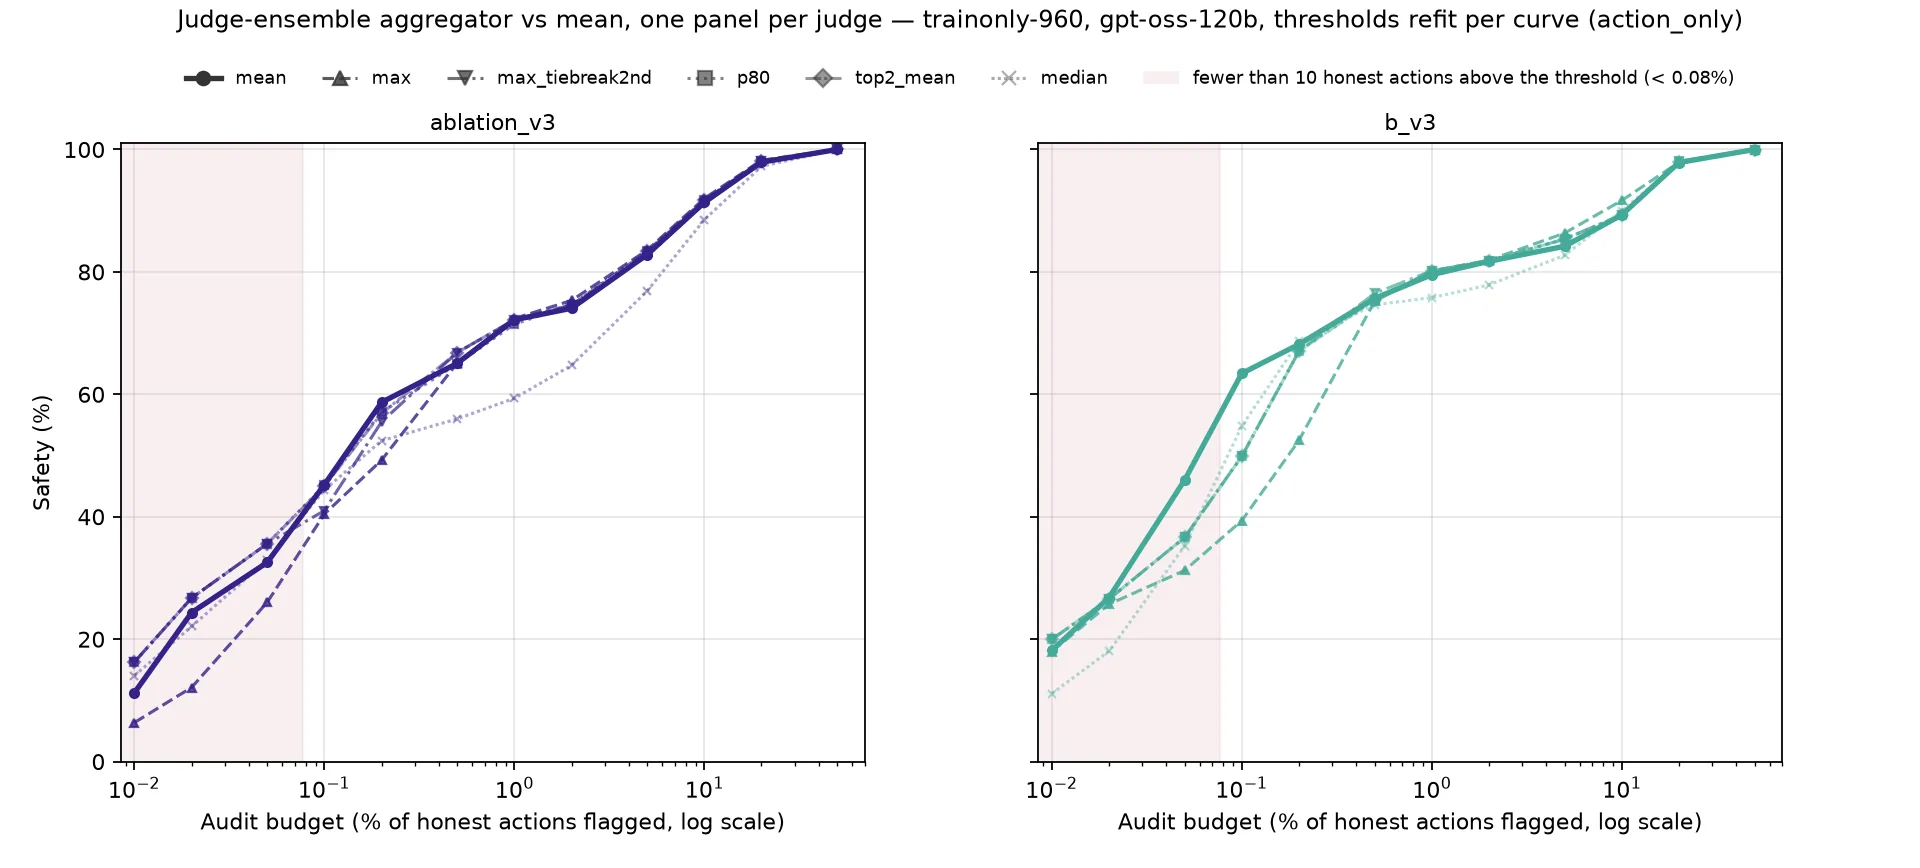 Judge-ensemble aggregator vs mean, one panel per judge — trainonly-960, gpt-oss-120b, thresholds refit per curve (action_only)
mean max max_tiebreak2nd p80 top2_mean median fewer than 10 honest actions above the threshold (< 0.08%)
ablation_v3
100
80
60
40
20
0
Safety (%)
10⁻² 10⁻¹ 10⁰ 10¹
Audit budget (% of honest actions flagged, log scale)
b_v3
10⁻² 10⁻¹ 10⁰ 10¹
Audit budget (% of honest actions flagged, log scale)